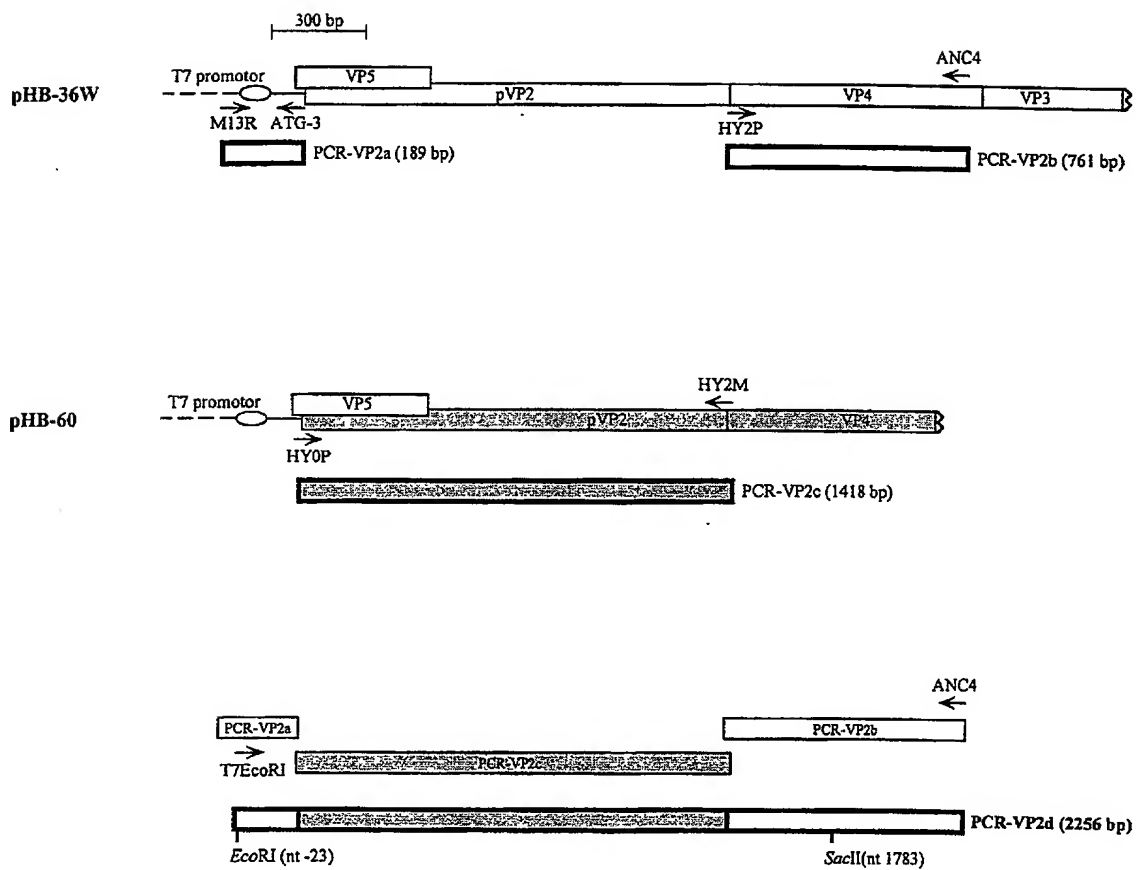 300 bp
T7 promotor
VP5
ANC4
pHB-36W
pVP2
VP4
VP3
M13R
ATG-3
HY2P
PCR-VP2a (189 bp)
PCR-VP2b (761 bp)
HY2M
T7 promotor
VP5
pHB-60
pVP2
VP4
HY0P
PCR-VP2c (1418 bp)
ANC4
PCR-VP2a
PCR-VP2b
T7EcoRI
PCR-VP2c
PCR-VP2d (2256 bp)
EcoRI (nt -23)
SacII(nt 1783)